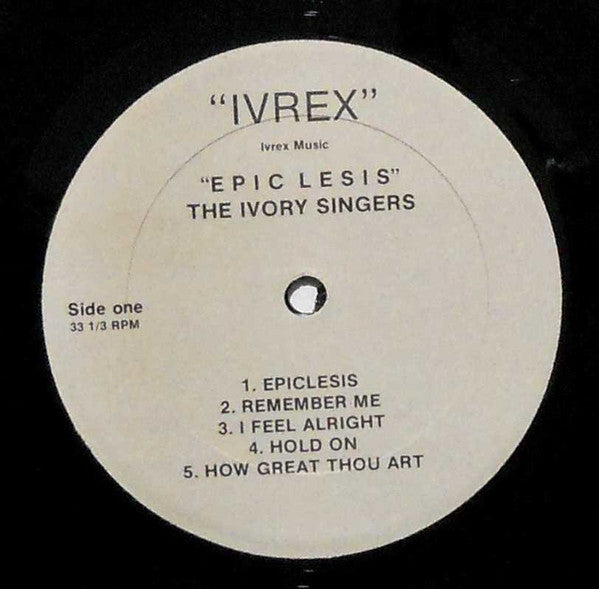 “IVREX”
Ivrex Music
“EPIC LESIS”
THE IVORY SINGERS
Side one
33 1/3 RPM
1. EPICLESIS
2. REMEMBER ME
3. I FEEL ALRIGHT
4. HOLD ON
5. HOW GREAT THOU ART